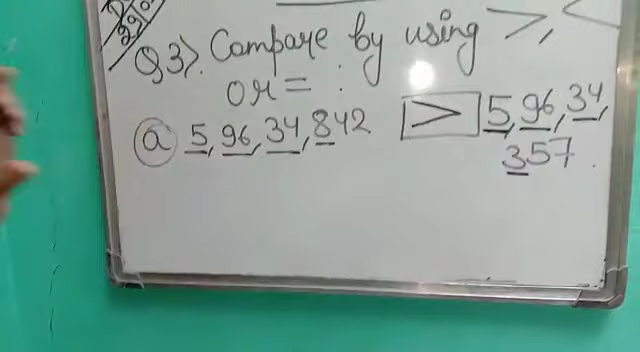 Q3). Compare by using >, <
or = :
(a) 5,96,34,842 > 5,96,34,
357.